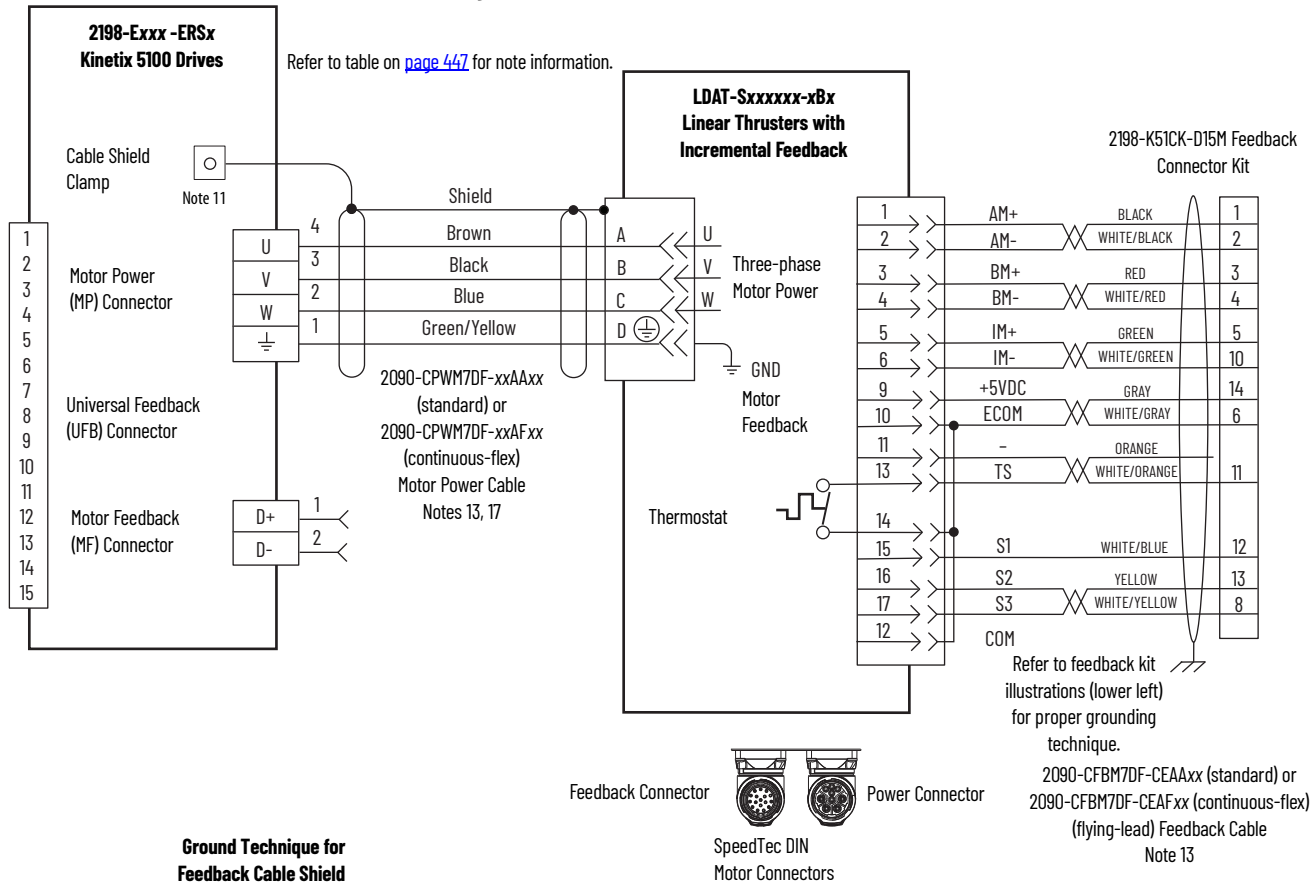 2198-Exxx -ERSx
Kinetix 5100 Drives
Refer to table on page 447 for note information.
Cable Shield
Clamp
Note 11
1
2
3
4
5
6
7
8
9
10
11
12
13
14
15
Motor Power
(MP) Connector
Universal Feedback
(UFB) Connector
Motor Feedback
(MF) Connector
U
V
W
D+
D-
4
3
2
1
1
2
Shield
Brown
Black
Blue
Green/Yellow
2090-CPWM7DF-xxAAxx
(standard) or
2090-CPWM7DF-xxAFxx
(continuous-flex)
Motor Power Cable
Notes 13, 17
LDAT-Sxxxxxx-xBx
Linear Thrusters with
Incremental Feedback
A
B
C
D
U
V
W
Three-phase
Motor Power
GND
Motor
Feedback
Thermostat
2198-K51CK-D15M Feedback
Connector Kit
1 AM+ BLACK 1
2 AM- WHITE/BLACK 2
3 BM+ RED 3
4 BM- WHITE/RED 4
5 IM+ GREEN 5
6 IM- WHITE/GREEN 10
9 +5VDC GRAY 14
10 ECOM WHITE/GRAY 6
11 - ORANGE
13 TS WHITE/ORANGE 11
14
15 S1 WHITE/BLUE 12
16 S2 YELLOW 13
17 S3 WHITE/YELLOW 8
12 COM
Refer to feedback kit
illustrations (lower left)
for proper grounding
technique.
2090-CFBM7DF-CEAAxx (standard) or
2090-CFBM7DF-CEAFxx (continuous-flex)
(flying-lead) Feedback Cable
Note 13
Feedback Connector
Power Connector
SpeedTec DIN
Motor Connectors
Ground Technique for
Feedback Cable Shield